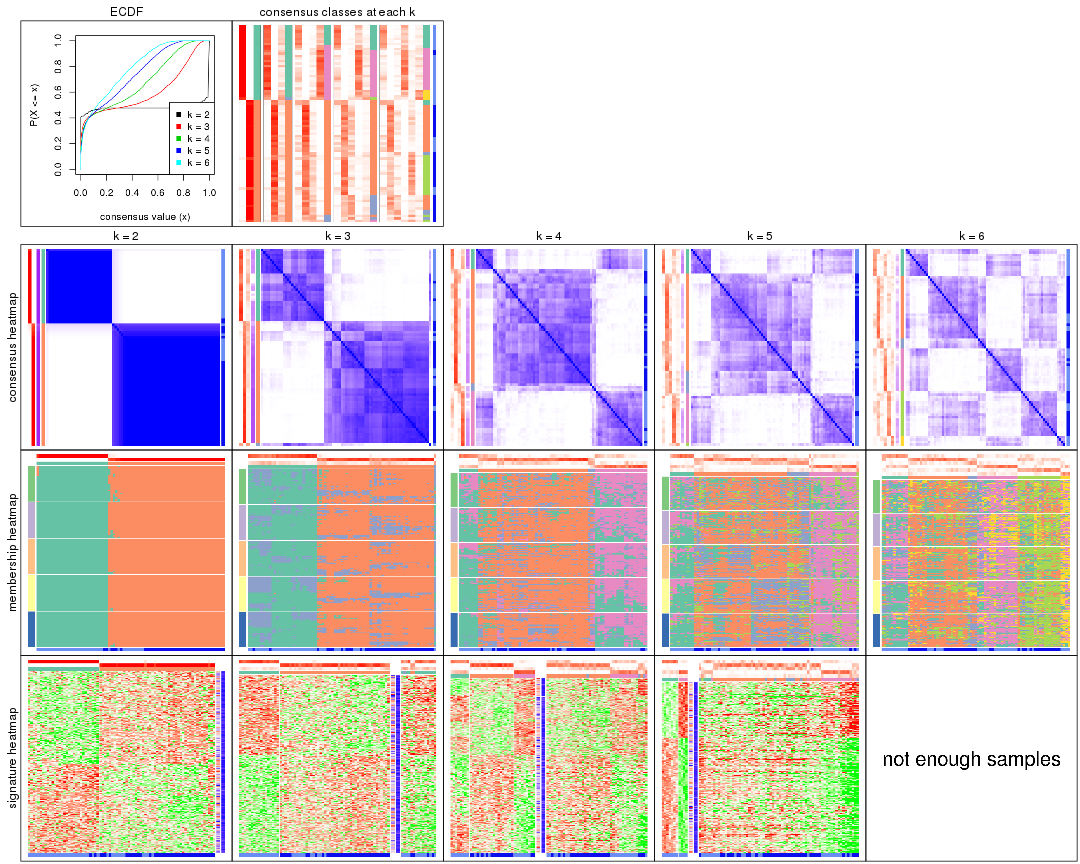 ECDF
consensus classes at each k
P(X <= x)
0.0
0.2
0.4
0.6
0.8
1.0
k = 2
k = 3
k = 4
k = 5
k = 6
0.0 0.2 0.4 0.6 0.8 1.0
consensus value (x)
k = 2
k = 3
k = 4
k = 5
k = 6
consensus heatmap
membership heatmap
signature heatmap
not enough samples